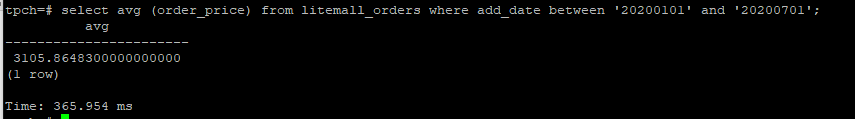 tpch=# select avg (order_price) from litemall_orders where add_date between '20200101' and '20200701';
avg
-----------------------
3105.8648300000000000
(1 row)
Time: 365.954 ms